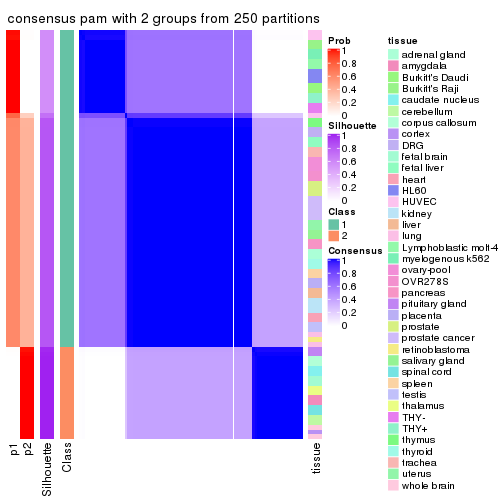 consensus pam with 2 groups from 250 partitions
p1
p2
Silhouette
Class
tissue
Prob
1
0.8
0.6
0.4
0.2
0
Silhouette
1
0.8
0.6
0.4
0.2
0
Class
1
2
Consensus
1
0.8
0.6
0.4
0.2
0
tissue
adrenal gland
amygdala
Burkitt's Daudi
Burkitt's Raji
caudate nucleus
cerebellum
corpus callosum
cortex
DRG
fetal brain
fetal liver
heart
HL60
HUVEC
kidney
liver
lung
Lymphoblastic molt-4
myelogenous k562
ovary-pool
OVR278S
pancreas
pituitary gland
placenta
prostate
prostate cancer
retinoblastoma
salivary gland
spinal cord
spleen
testis
thalamus
THY-
THY+
thymus
thyroid
trachea
uterus
whole brain